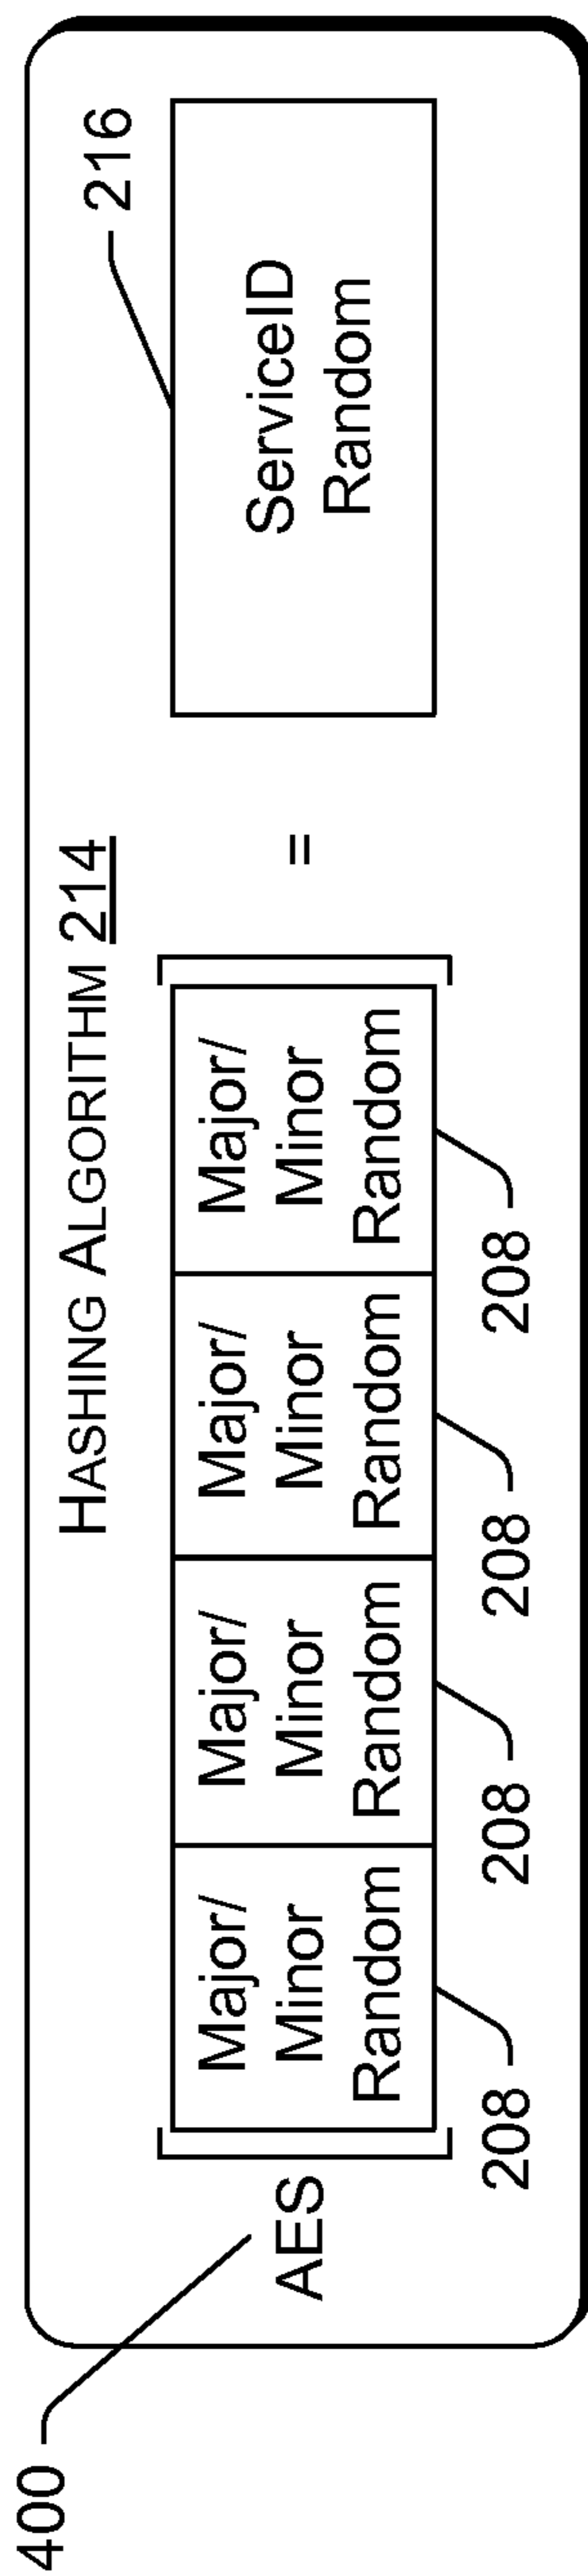 HASHING ALGORITHM 214
216
400
AES
Major/
Minor
Random
Major/
Minor
Random
Major/
Minor
Random
Major/
Minor
Random
=
ServiceID
Random
208
208
208
208